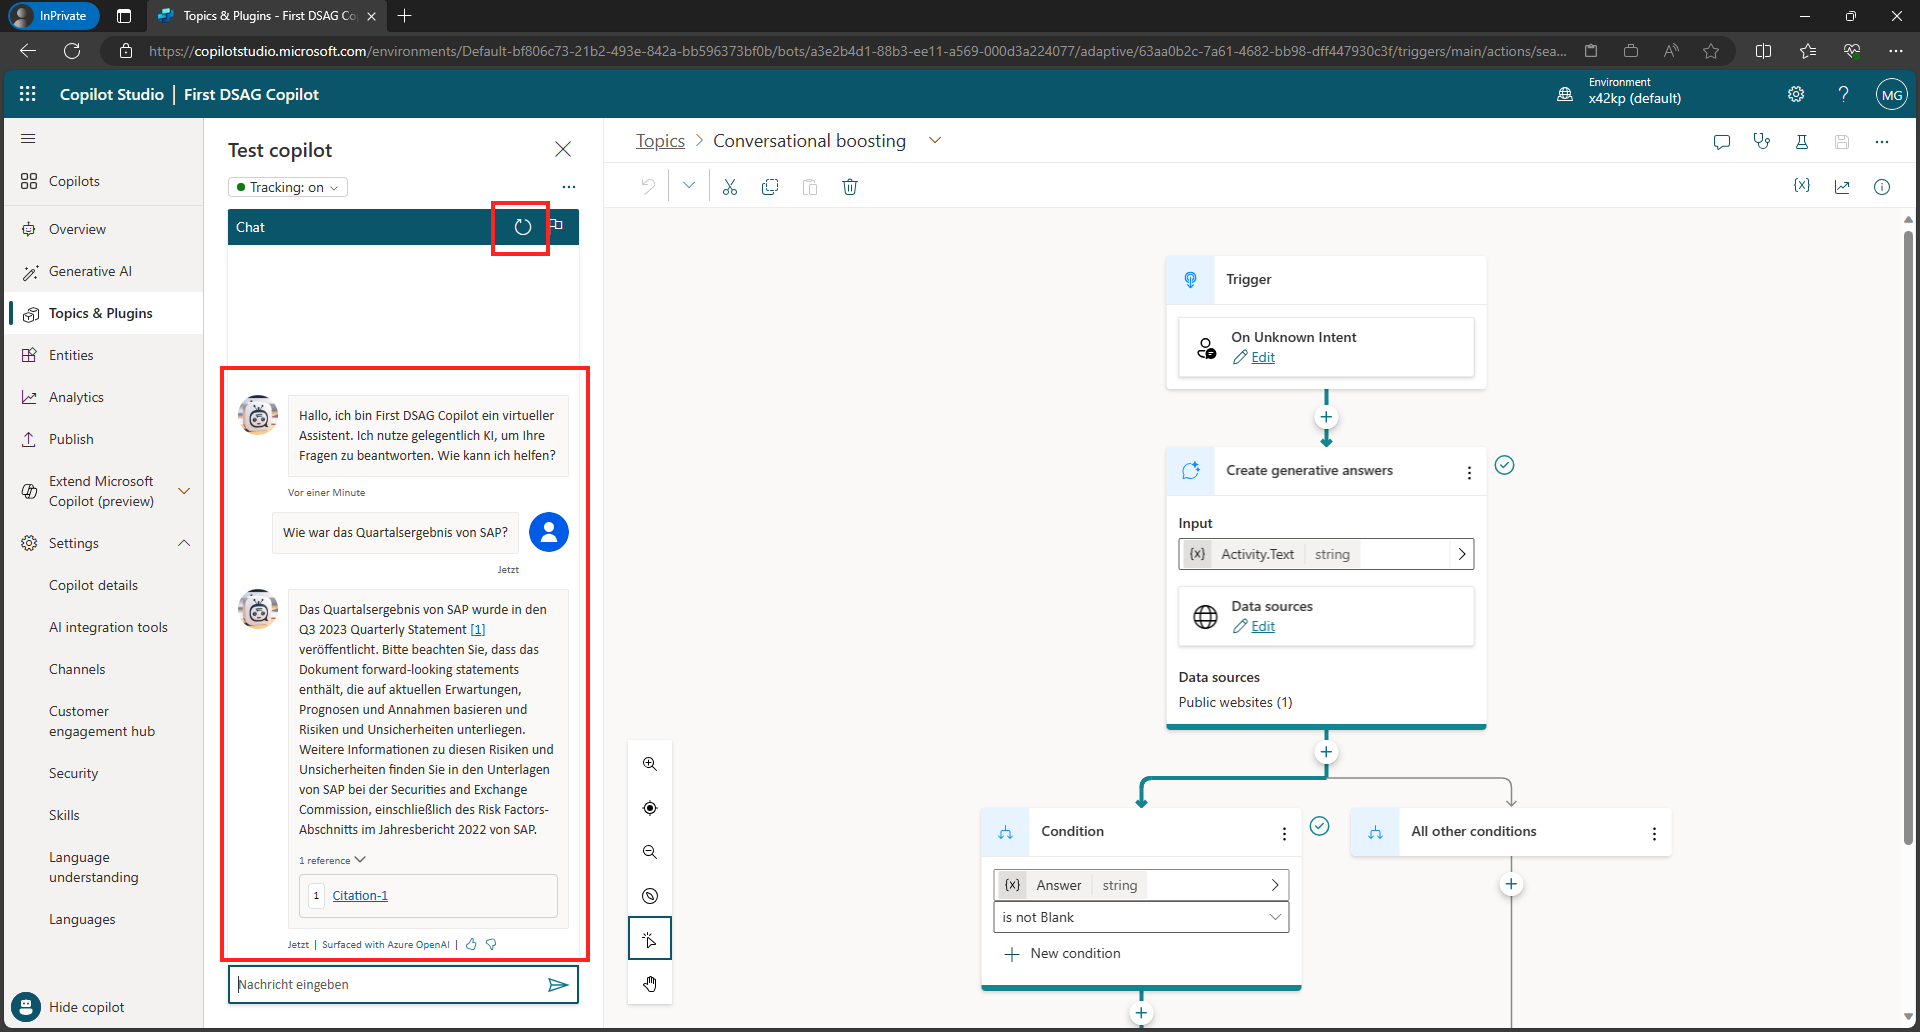 InPrivate
Topics & Plugins - First DSAG Co
https://copilotstudio.microsoft.com/environments/Default-bf806c73-21b2-493e-842a-bb596373bf0b/bots/a3e2b4d1-88b3-ee11-a569-000d3a224077/adaptive/63aa0b2c-7a61-4682-bb98-dff447930c3f/triggers/main/actions/sea...
Copilot Studio | First DSAG Copilot
Environment
x42kp (default)
?
MG
Copilots
Overview
Generative AI
Topics & Plugins
Entities
Analytics
Publish
Extend Microsoft
Copilot (preview)
Settings
Copilot details
AI integration tools
Channels
Customer
engagement hub
Security
Skills
Language
understanding
Languages
Hide copilot
Test copilot
Tracking: on
Chat
Hallo, ich bin First DSAG Copilot ein virtueller
Assistent. Ich nutze gelegentlich KI, um Ihre
Fragen zu beantworten. Wie kann ich helfen?
Vor einer Minute
Wie war das Quartalsergebnis von SAP?
Jetzt
Das Quartalsergebnis von SAP wurde in den
Q3 2023 Quarterly Statement [1]
veröffentlicht. Bitte beachten Sie, dass das
Dokument forward-looking statements
enthält, die auf aktuellen Erwartungen,
Prognosen und Annahmen basieren und
Risiken und Unsicherheiten unterliegen.
Weitere Informationen zu diesen Risiken und
Unsicherheiten finden Sie in den Unterlagen
von SAP bei der Securities and Exchange
Commission, einschließlich des Risk Factors-
Abschnitts im Jahresbericht 2022 von SAP.
1 reference
1 Citation-1
Jetzt | Surfaced with Azure OpenAI |
Nachricht eingeben
Topics > Conversational boosting
{x}
Trigger
On Unknown Intent
Edit
Create generative answers
Input
{x} Activity.Text string
Data sources
Edit
Data sources
Public websites (1)
Condition
{x} Answer string
is not Blank
New condition
All other conditions